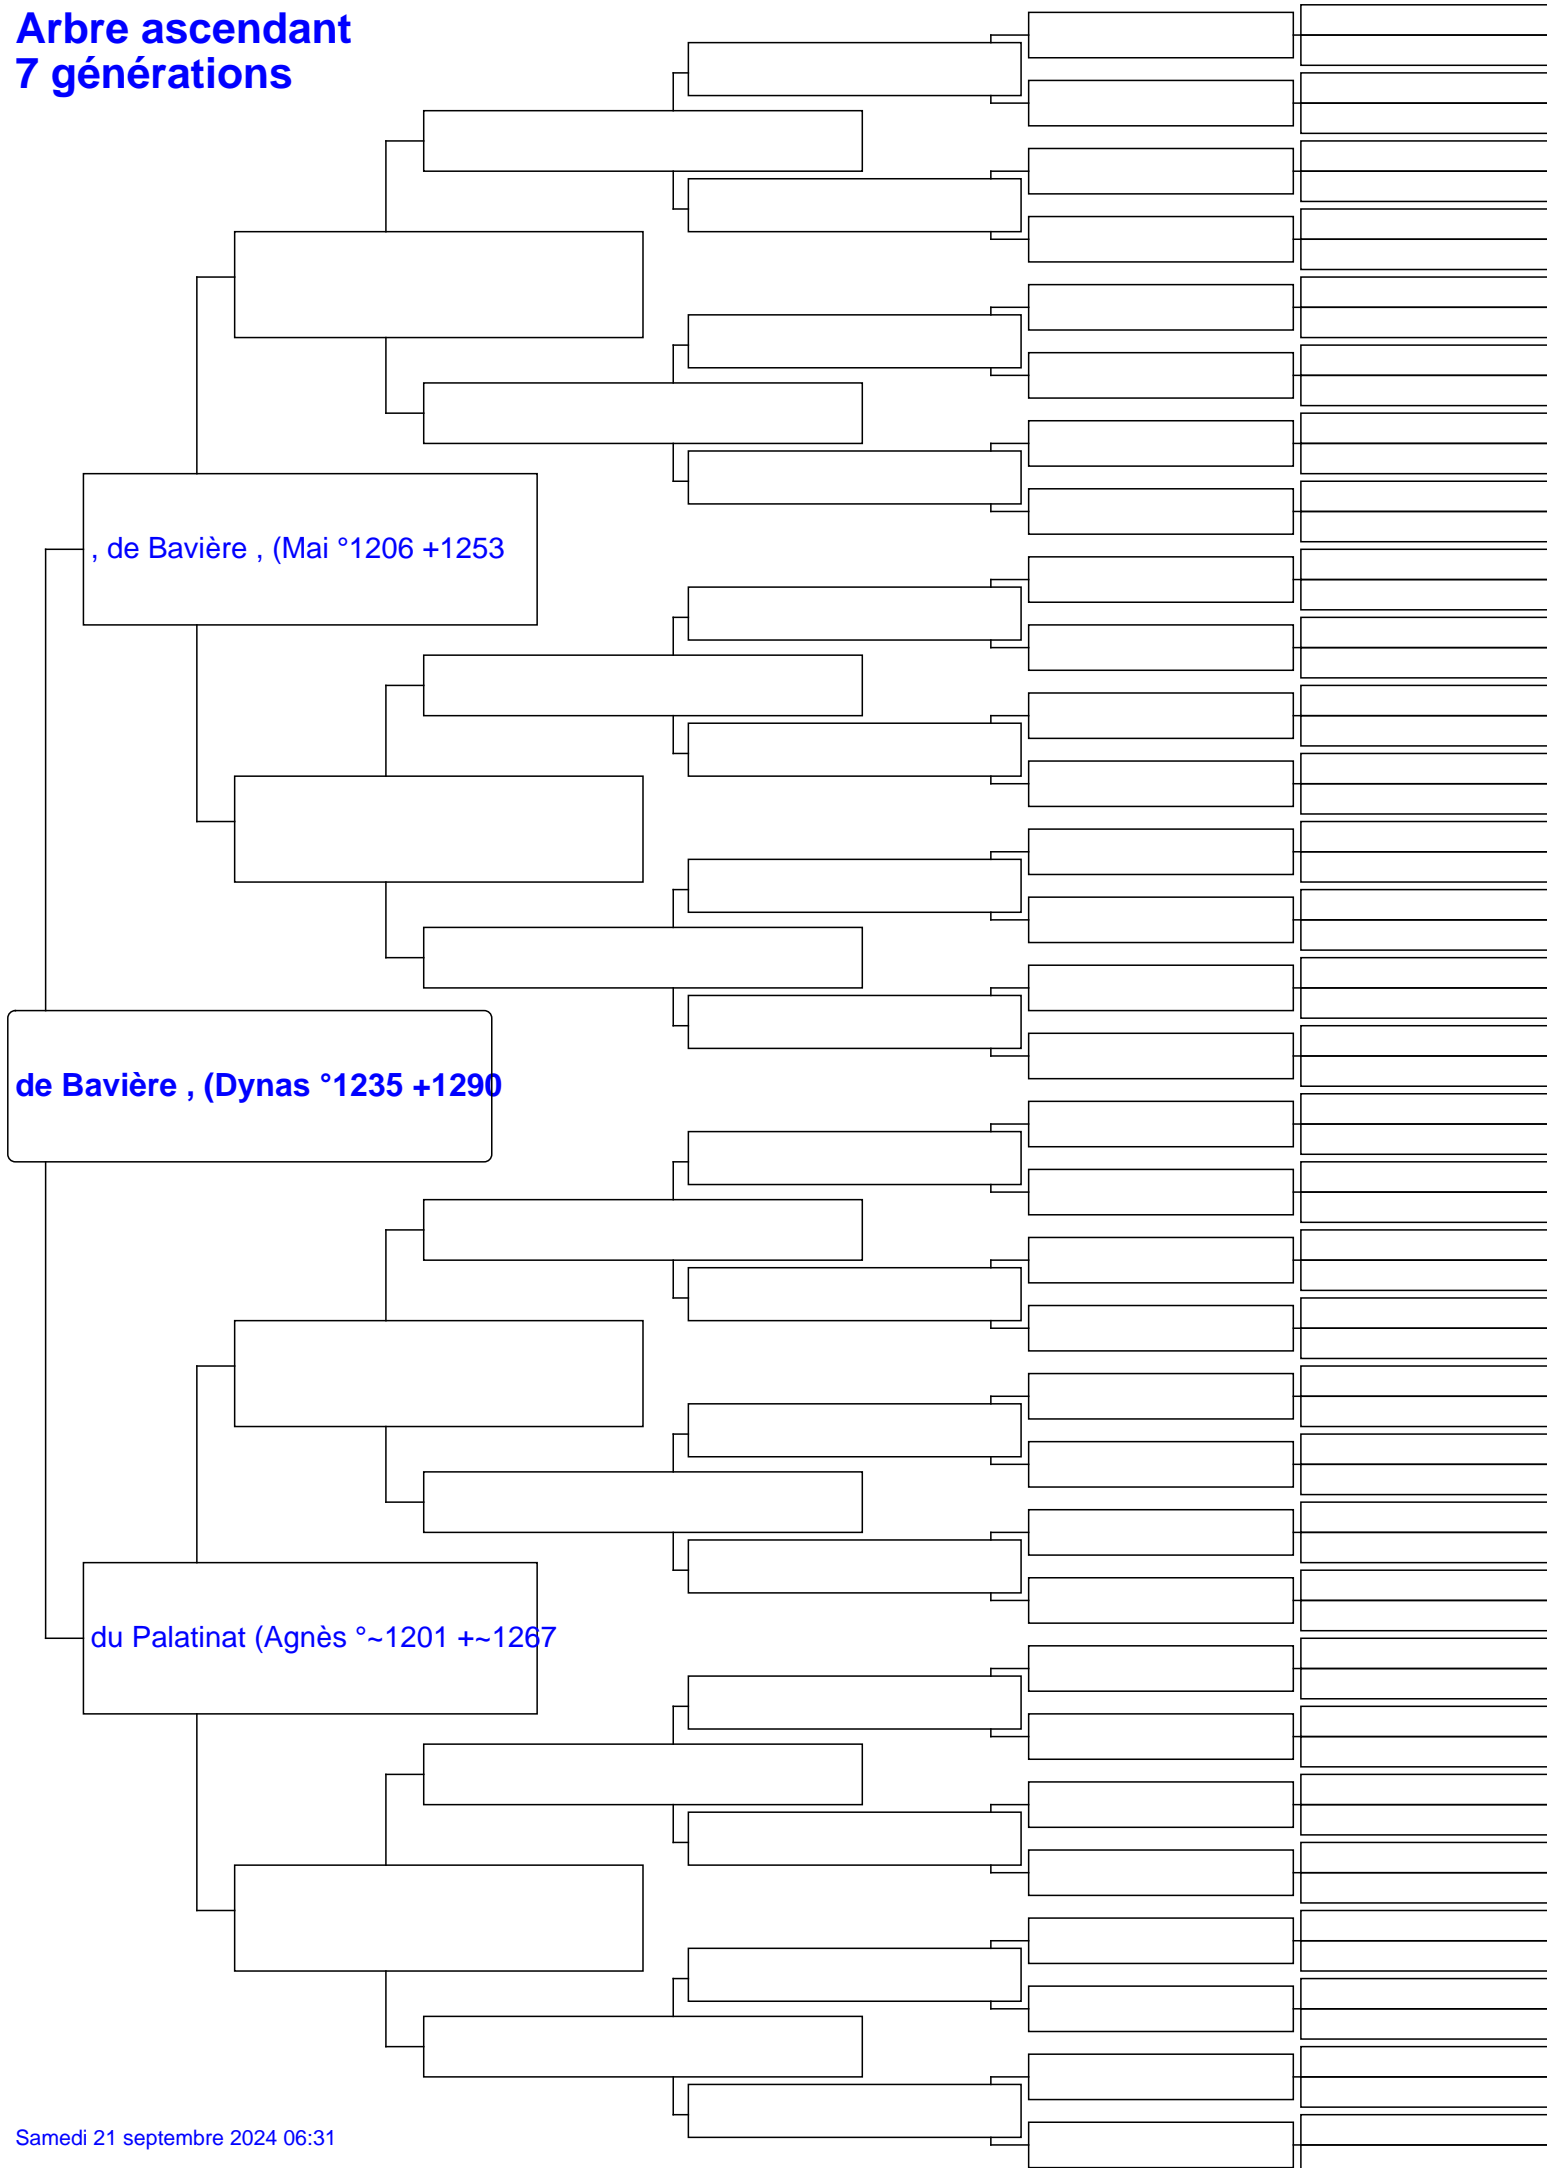 Arbre ascendant
7 générations
, de Bavière , (Mai °1206 +1253
de Bavière , (Dynas °1235 +1290
du Palatinat (Agnès °~1201 +~1267
Samedi 21 septembre 2024 06:31